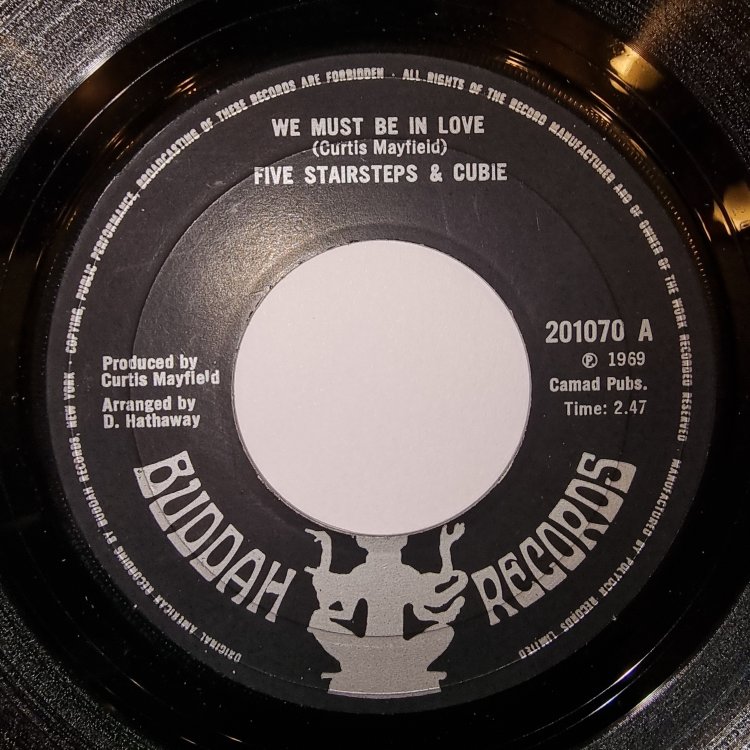 ORIGINAL AMERICAN RECORDING BY BUDDAH RECORDS, NEW YORK · COPYING, PUBLIC PERFORMANCE, BROADCASTING OF THESE RECORDS ARE FORBIDDEN · ALL RIGHTS OF THE RECORD MANUFACTURER AND OF OWNER OF THE WORK RECORDED RESERVED MANUFACTURED BY POLYDOR RECORDS LIMITED
WE MUST BE IN LOVE
(Curtis Mayfield)
FIVE STAIRSTEPS & CUBIE
201070 A
℗ 1969
Camad Pubs.
Time: 2.47
Produced by
Curtis Mayfield
Arranged by
D. Hathaway
BUDDAH RECORDS